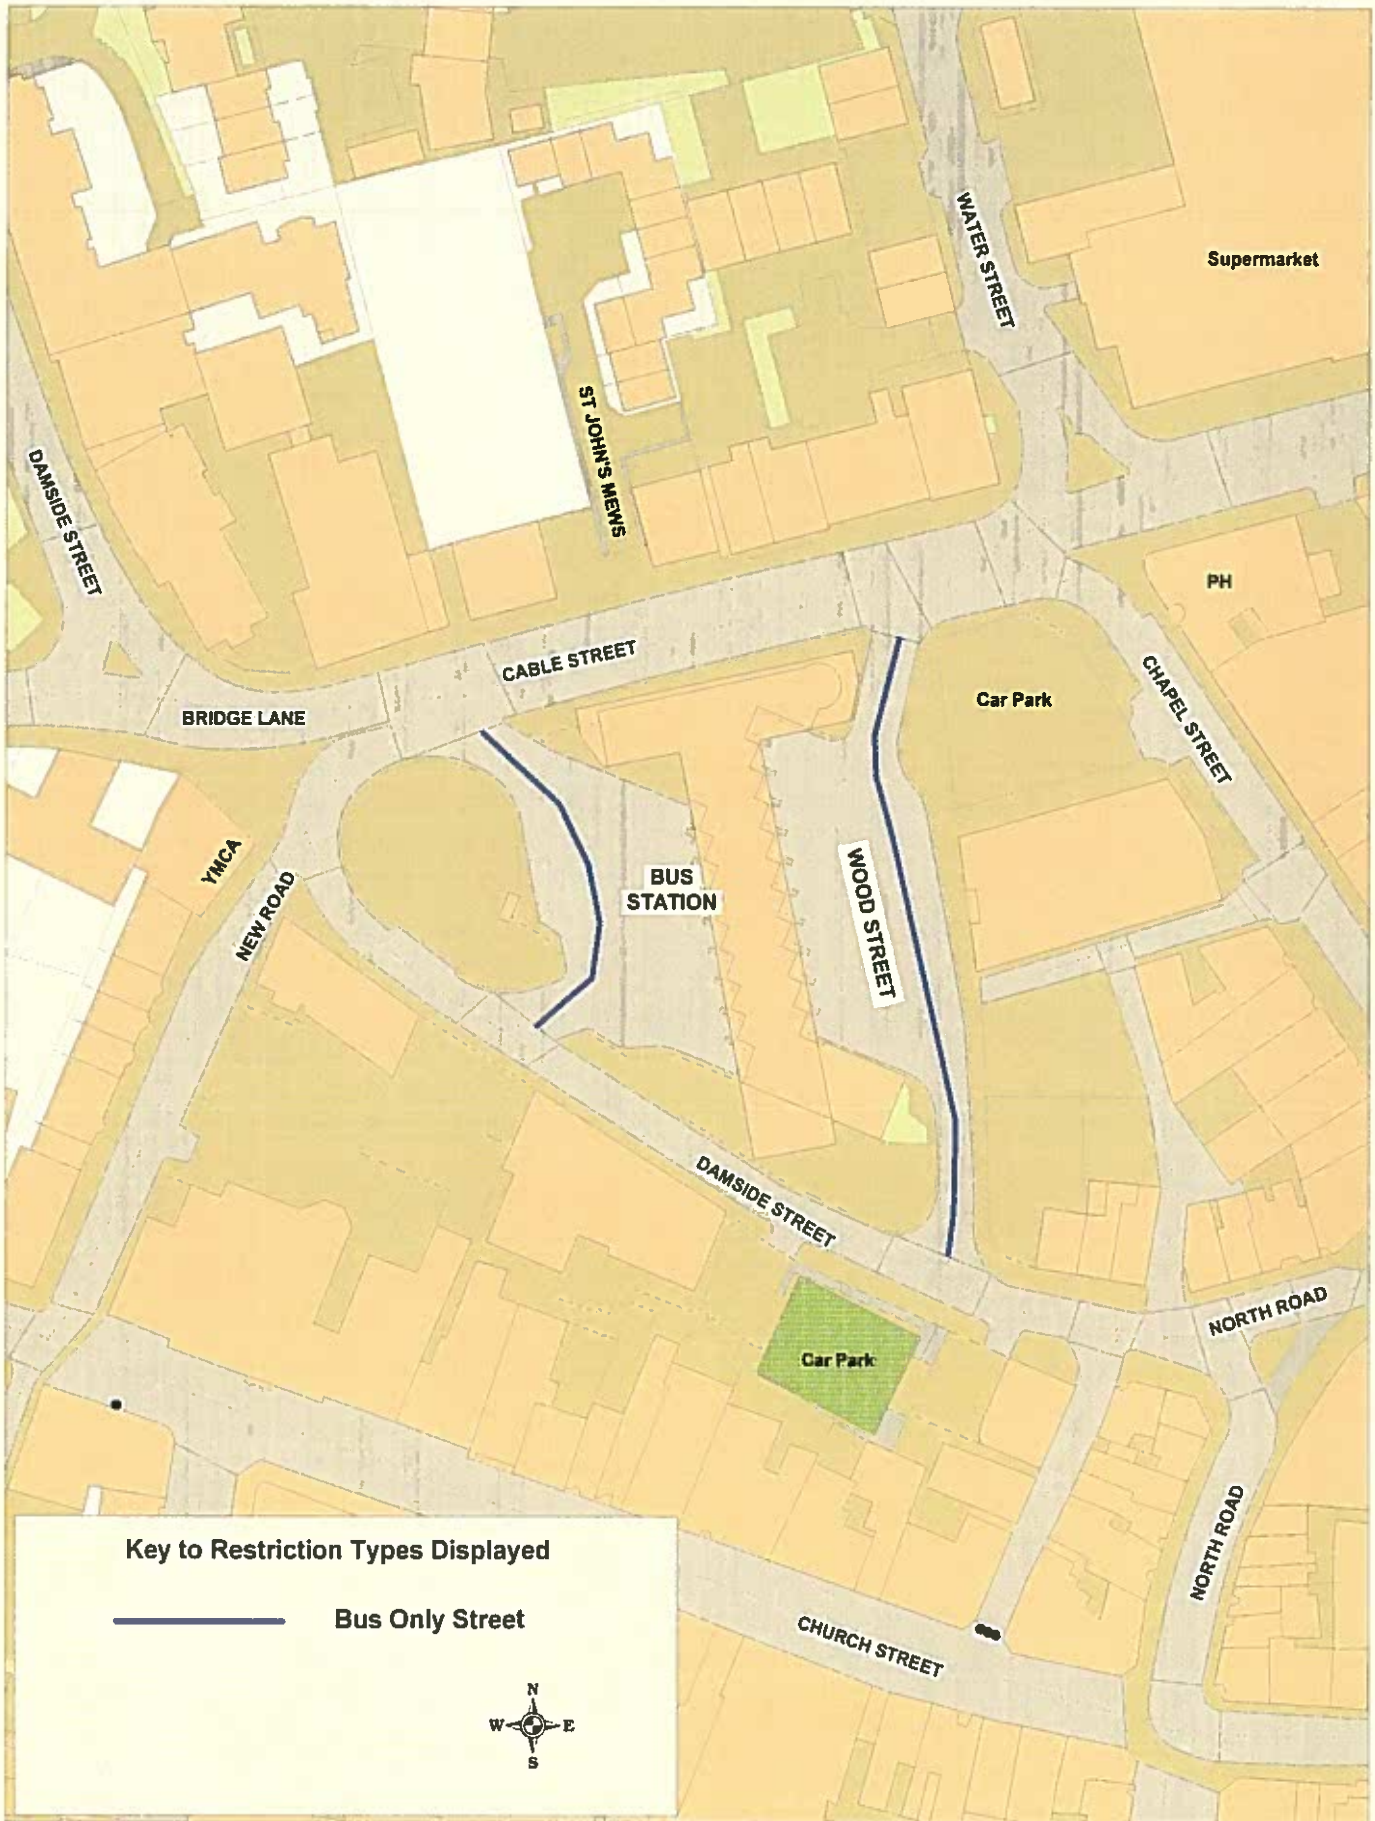 WATER STREET
Supermarket
ST JOHN'S MEWS
DAMSIDE STREET
PH
CABLE STREET
BRIDGE LANE
Car Park
CHAPEL STREET
YMCA
NEW ROAD
BUS
STATION
WOOD STREET
DAMSIDE STREET
NORTH ROAD
Car Park
NORTH ROAD
CHURCH STREET
Key to Restriction Types Displayed
Bus Only Street
N
W
E
S